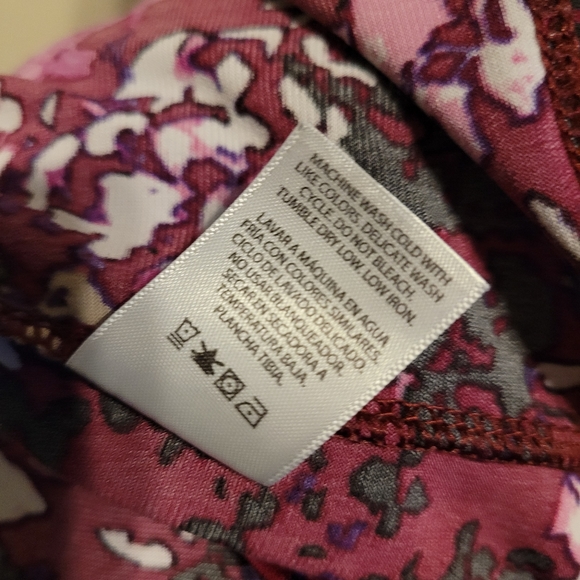 MACHINE WASH COLD WITH
LIKE COLORS. DELICATE WASH
CYCLE. DO NOT BLEACH.
TUMBLE DRY LOW. LOW IRON.
LAVAR A MÁQUINA EN AGUA
FRÍA CON COLORES SIMILARES.
CICLO DE LAVADO DELICADO.
NO USAR BLANQUEADOR.
SECAR EN SECADORA A
TEMPERATURA BAJA.
PLANCHA TIBIA.